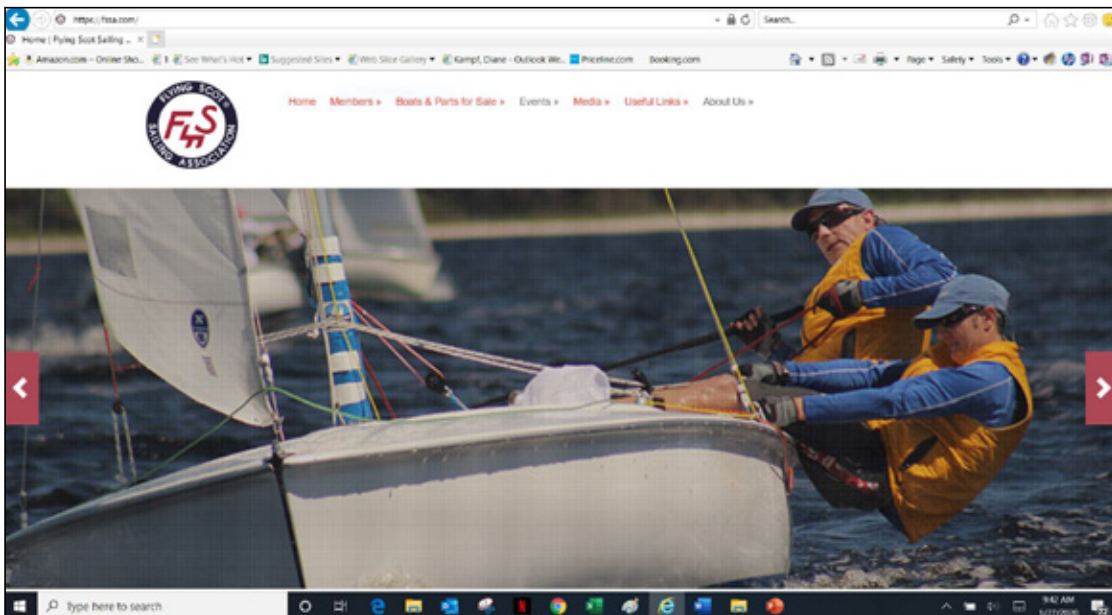 https://fssa.com/
Search...
Home | Flying Scot Sailing ...
Amazon.com – Online Sho...
See What's Hot
Suggested Sites
Web Slice Gallery
Kampf, Diane - Outlook We...
Priceline.com
Booking.com
Page
Safety
Tools
FLYING SCOT®
FS
SAILING ASSOCIATION
Home
Members »
Boats & Parts for Sale »
Events »
Media »
Useful Links »
About Us »
Type here to search
9:42 AM